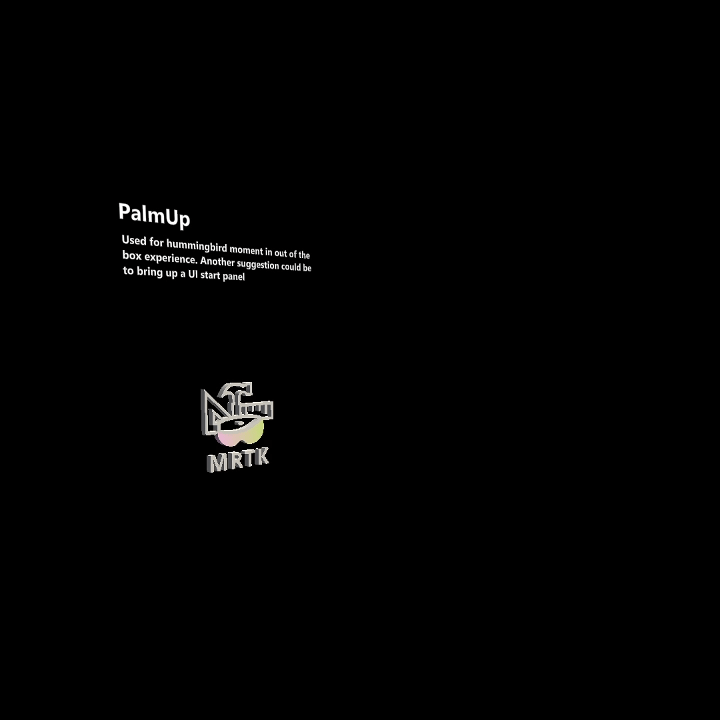 PalmUp
Used for hummingbird moment in out of the
box experience. Another suggestion could be
to bring up a UI start panel
MRTK